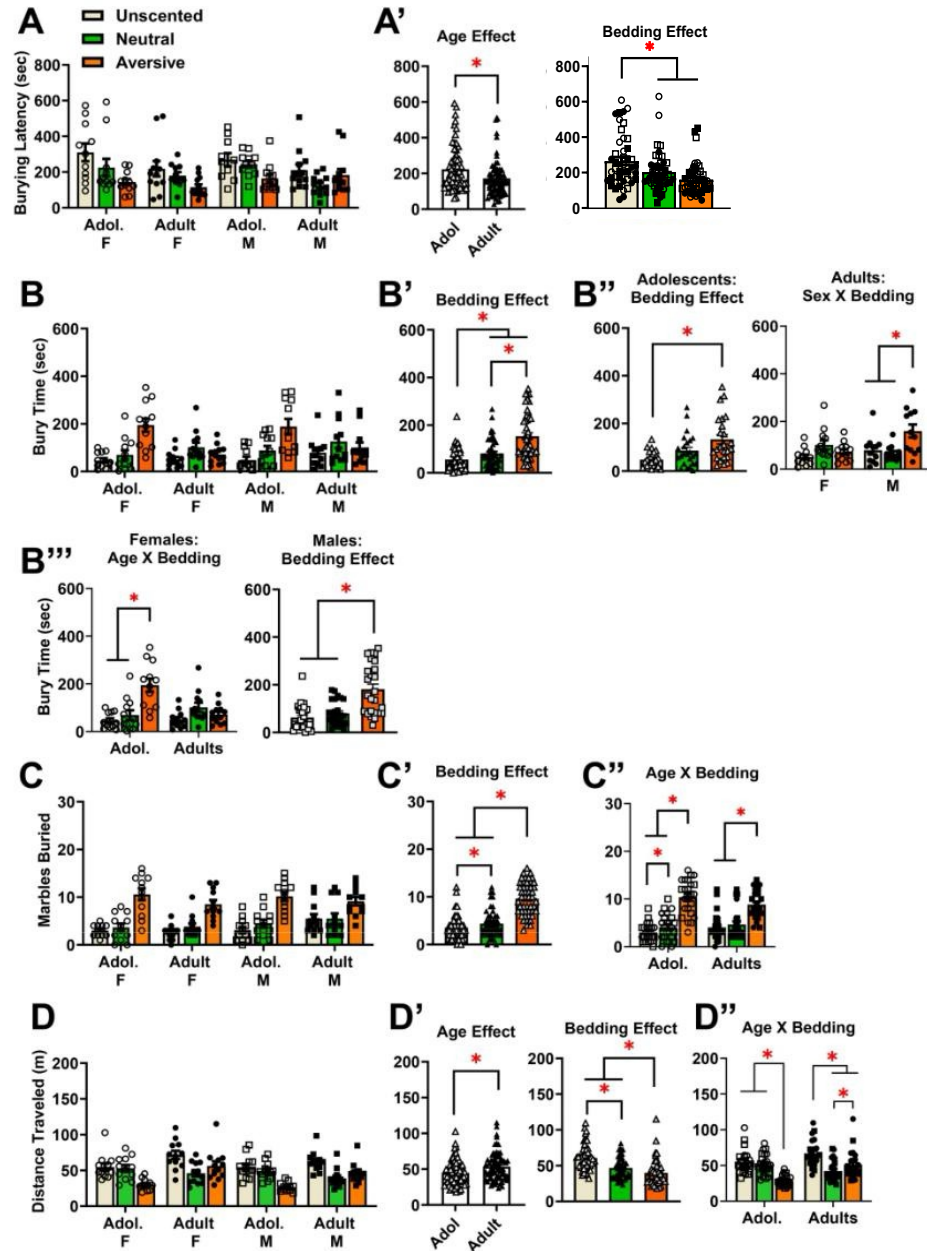 A
Unscented
Neutral
Aversive
Burying Latency (sec)
800
600
400
200
0
Adol. Adult Adol. Adult
F F M M
A'
Age Effect
*
800
600
400
200
0
Adol Adult
Bedding Effect
*
800
600
400
200
0
B
Bury Time (sec)
600
400
200
0
Adol. Adult Adol. Adult
F F M M
B'
Bedding Effect
*
*
600
400
200
0
B''
Adolescents:
Bedding Effect
*
600
400
200
0
Adults:
Sex X Bedding
*
600
400
200
0
F M
B'''
Females:
Age X Bedding
*
Bury Time (sec)
600
400
200
0
Adol. Adults
Males:
Bedding Effect
*
600
400
200
0
C
Marbles Buried
30
20
10
0
Adol. Adult Adol. Adult
F F M M
C'
Bedding Effect
*
*
30
20
10
0
C''
Age X Bedding
*
*
*
30
20
10
0
Adol. Adults
D
Distance Traveled (m)
200
150
100
50
0
Adol. Adult Adol. Adult
F F M M
D'
Age Effect
*
200
150
100
50
0
Adol Adult
Bedding Effect
*
*
200
150
100
50
0
D''
Age X Bedding
*
*
*
200
150
100
50
0
Adol. Adults